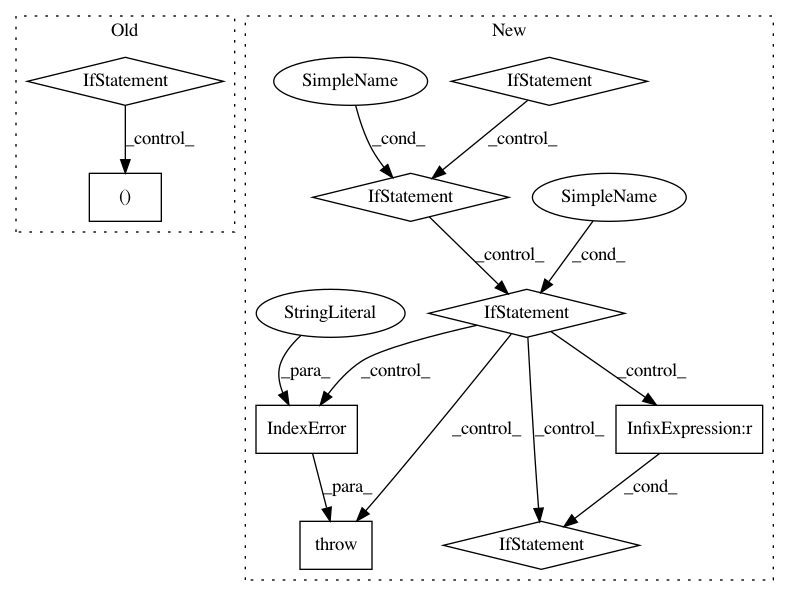 Old
New
IfStatement
SimpleName
IfStatement
_control_
_cond_
_control_
()
IfStatement
SimpleName
_control_
_cond_
StringLiteral
IfStatement
_para_
_control_
_control_
IndexError
_control_
_control_
InfixExpression:r
_para_
_cond_
throw
IfStatement